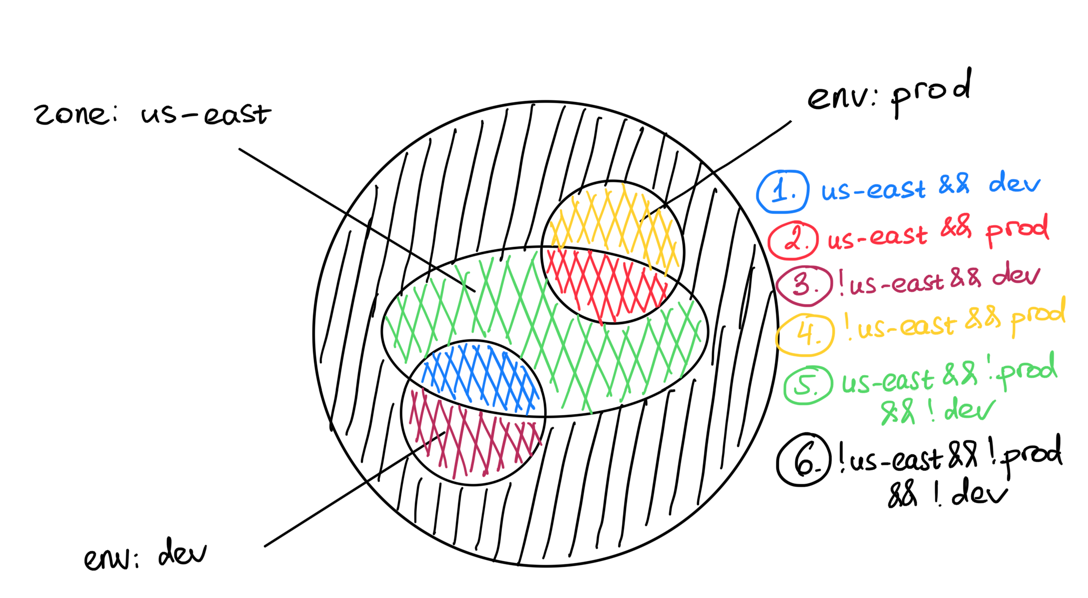 zone: us-east
env: prod
1. us-east && dev
2. us-east && prod
3. !us-east && dev
4. !us-east && prod
5. us-east && !prod
&& ! dev
6. !us-east && !prod
&& ! dev
env: dev